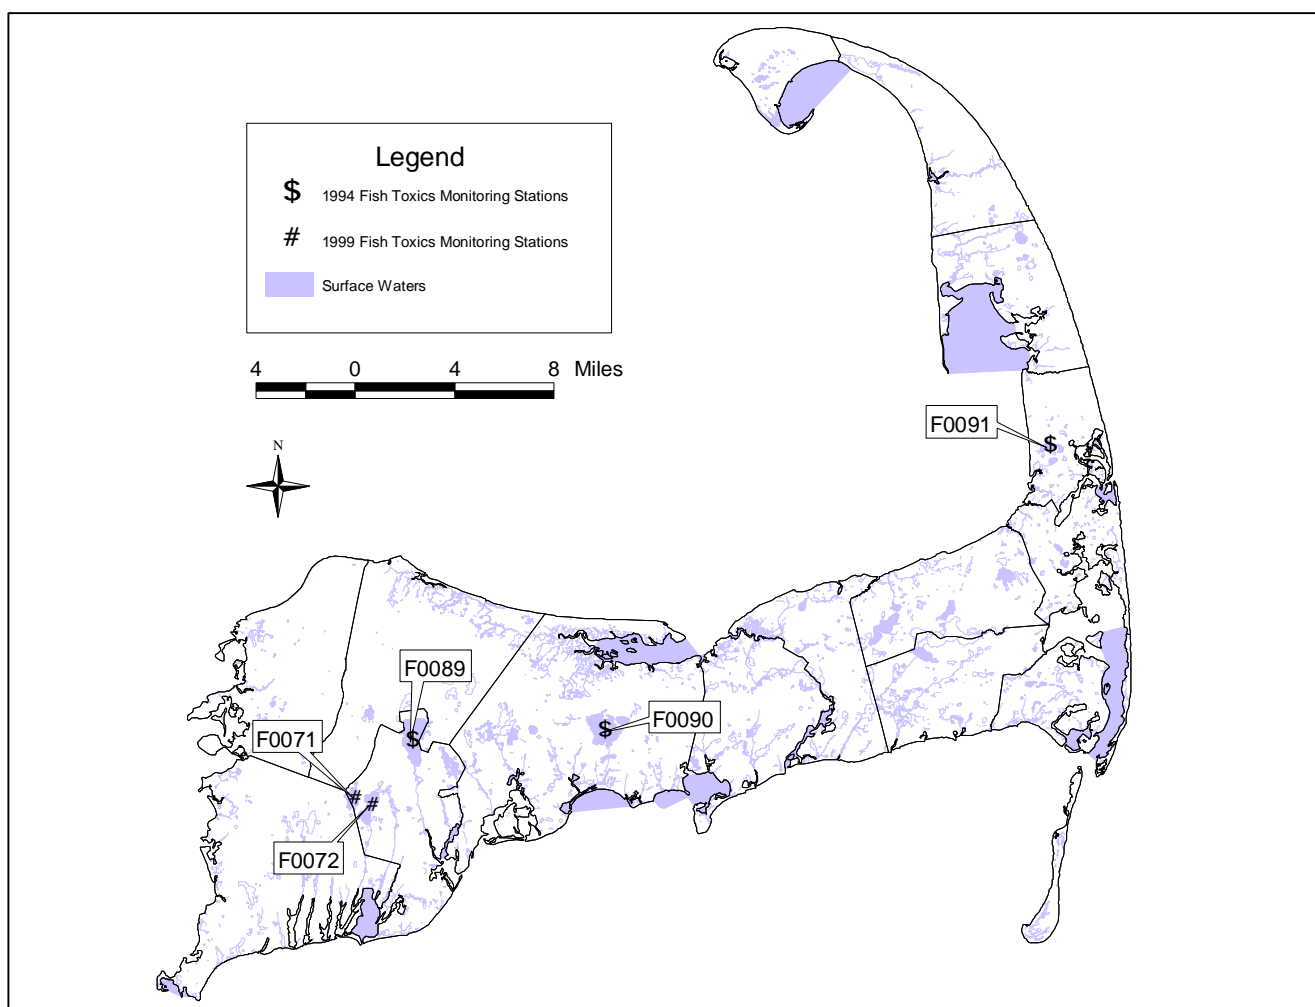 Legend
$ 1994 Fish Toxics Monitoring Stations
# 1999 Fish Toxics Monitoring Stations
Surface Waters
4 0 4 8 Miles
F0091
$
N
F0089
$
F0090
$
F0071
#
#
F0072